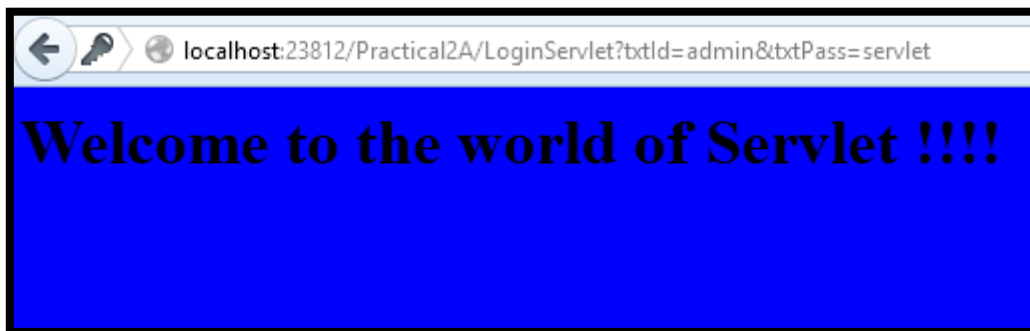 localhost:23812/Practical2A/LoginServlet?txtId=admin&txtPass=servlet
Welcome to the world of Servlet !!!!